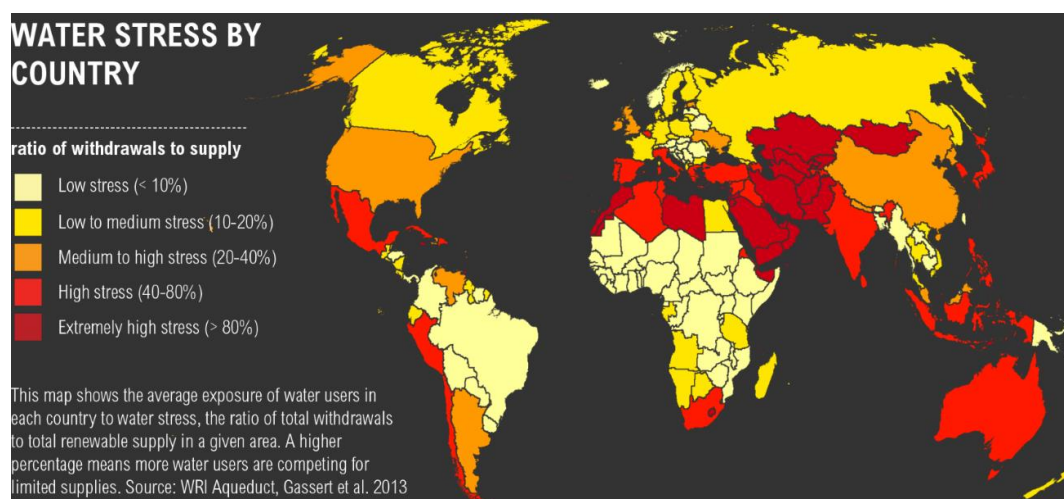 WATER STRESS BY
COUNTRY
ratio of withdrawals to supply
Low stress (< 10%)
Low to medium stress (10-20%)
Medium to high stress (20-40%)
High stress (40-80%)
Extremely high stress (> 80%)
This map shows the average exposure of water users in
each country to water stress, the ratio of total withdrawals
to total renewable supply in a given area. A higher
percentage means more water users are competing for
limited supplies. Source: WRI Aqueduct, Gassert et al. 2013